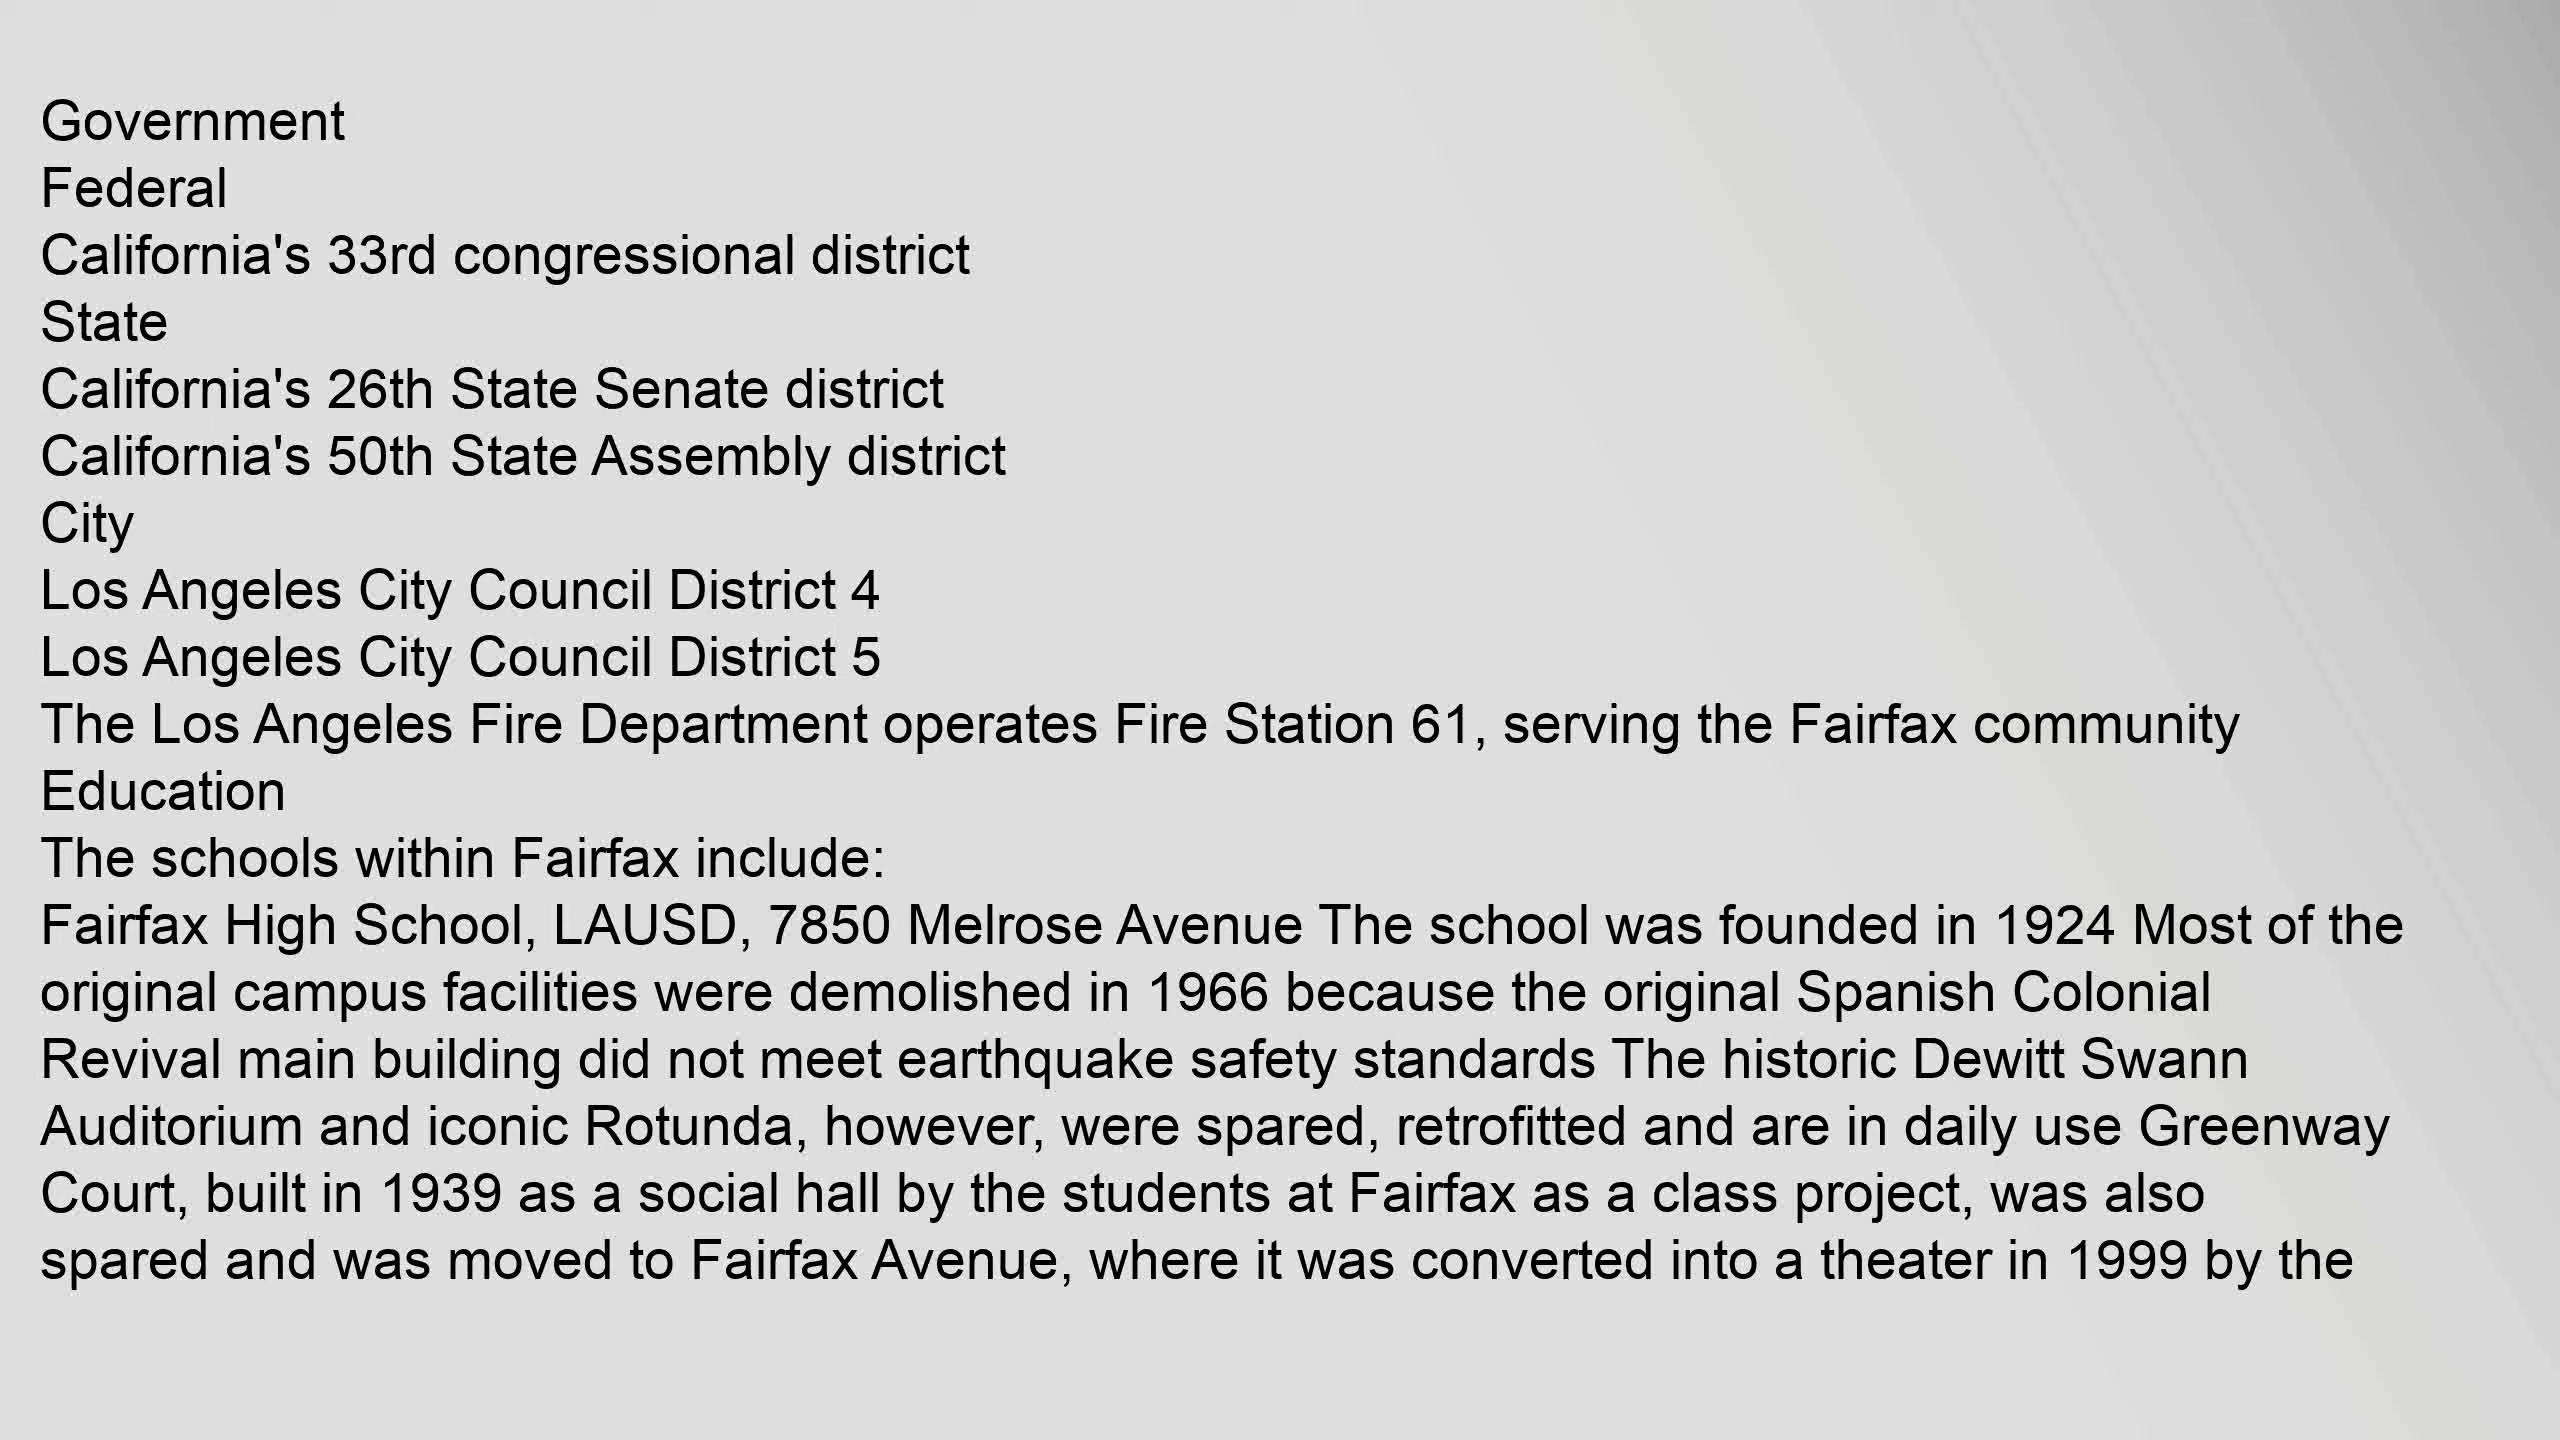 Government
Federal
California's 33rd congressional district
State
California's 26th State Senate district
California's 50th State Assembly district
City
Los Angeles City Council District 4
Los Angeles City Council District 5
The Los Angeles Fire Department operates Fire Station 61, serving the Fairfax community
Education
The schools within Fairfax include:
Fairfax High School, LAUSD, 7850 Melrose Avenue The school was founded in 1924 Most of the
original campus facilities were demolished in 1966 because the original Spanish Colonial
Revival main building did not meet earthquake safety standards The historic Dewitt Swann
Auditorium and iconic Rotunda, however, were spared, retrofitted and are in daily use Greenway
Court, built in 1939 as a social hall by the students at Fairfax as a class project, was also
spared and was moved to Fairfax Avenue, where it was converted into a theater in 1999 by the